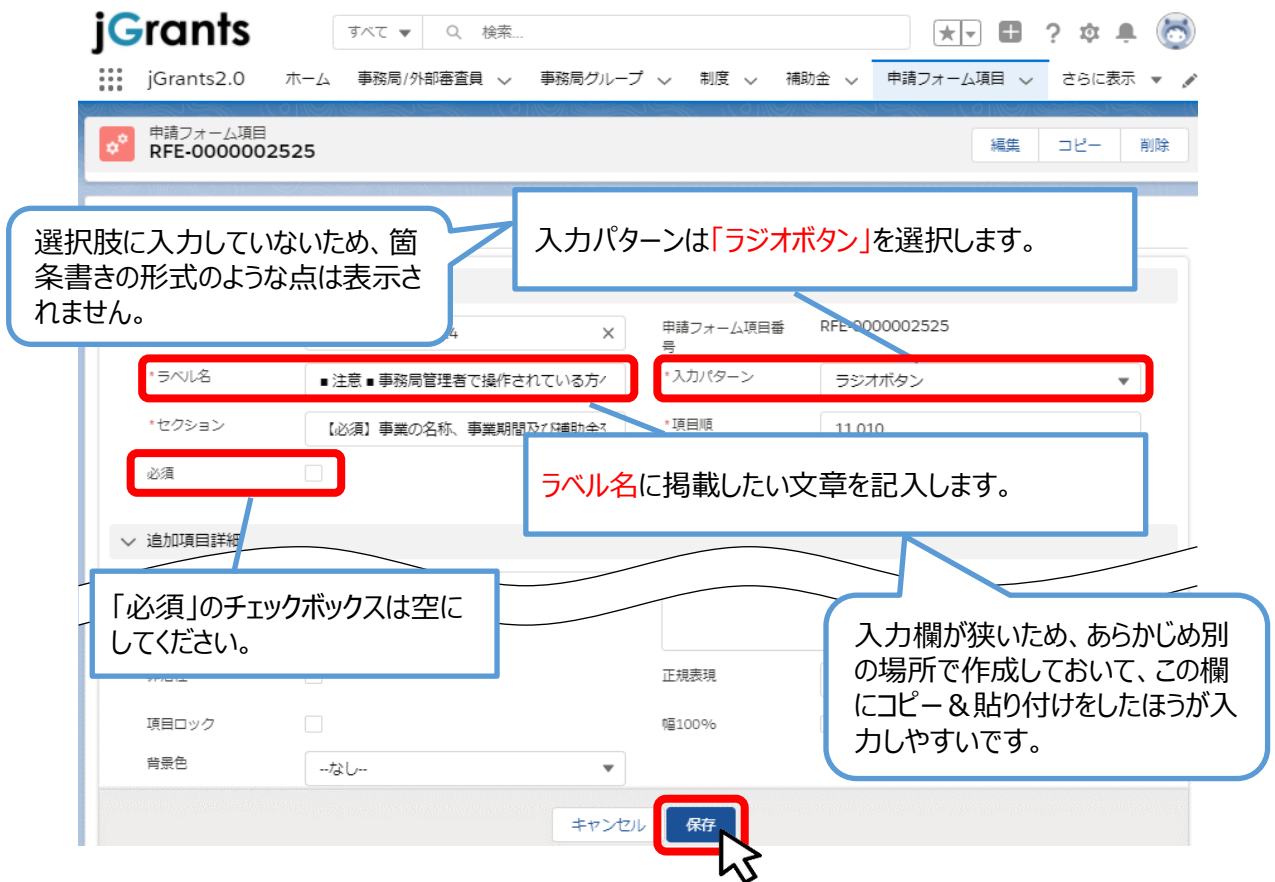 jGrants
すべて ▼ 検索...
jGrants2.0 ホーム 事務局/外部審査員 事務局グループ 制度 補助金 申請フォーム項目 さらに表示 ▼
申請フォーム項目
RFE-0000002525
編集 コピー 削除
選択肢に入力していないため、箇
条書きの形式のような点は表示さ
れません。
入力パターンは「ラジオボタン」を選択します。
申請フォーム項目番
号
RFE-0000002525
*ラベル名
■注意■事務局管理者で操作されている方へ
*入力パターン
ラジオボタン
*セクション
【必須】事業の名称、事業期間及び補助金
*項目順
11,010
必須
ラベル名に掲載したい文章を記入します。
追加項目詳細
「必須」のチェックボックスは空に
してください。
入力欄が狭いため、あらかじめ別
の場所で作成しておいて、この欄
にコピー＆貼り付けをしたほうが入
力しやすいです。
正規表現
項目ロック
幅100%
背景色
--なし--
キャンセル 保存